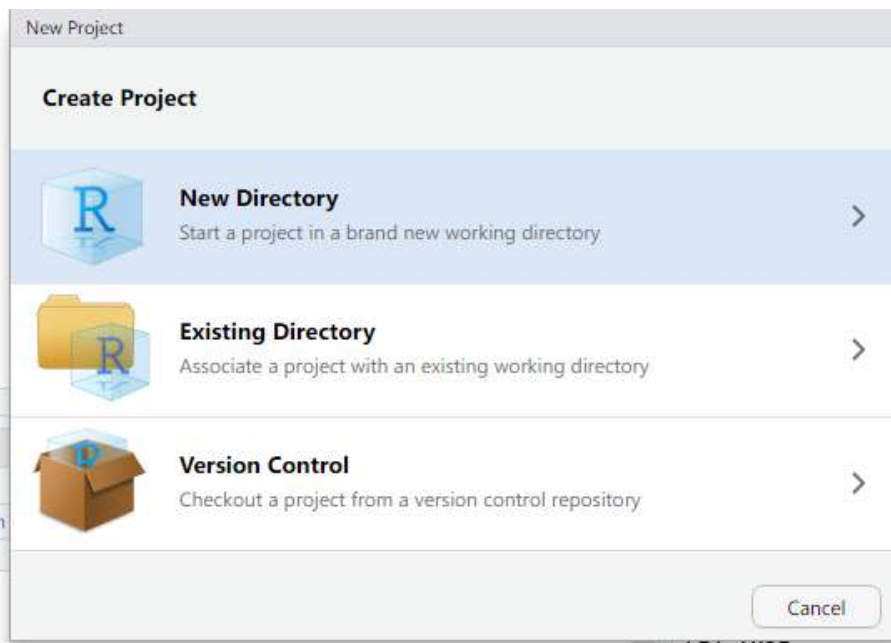 New Project
Create Project
R
New Directory
Start a project in a brand new working directory
R
Existing Directory
Associate a project with an existing working directory
R
Version Control
Checkout a project from a version control repository
Cancel